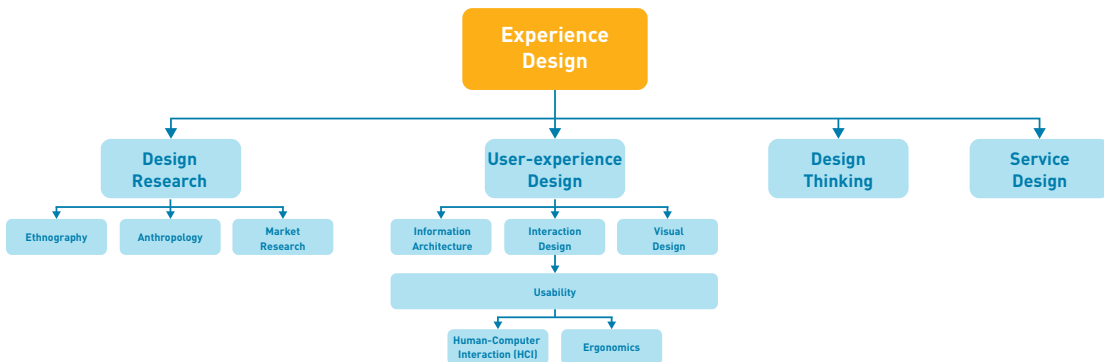 Experience
Design
Design
Research
User-experience
Design
Design
Thinking
Service
Design
Ethnography
Anthropology
Market
Research
Information
Architecture
Interaction
Design
Visual
Design
Usability
Human-Computer
Interaction (HCI)
Ergonomics